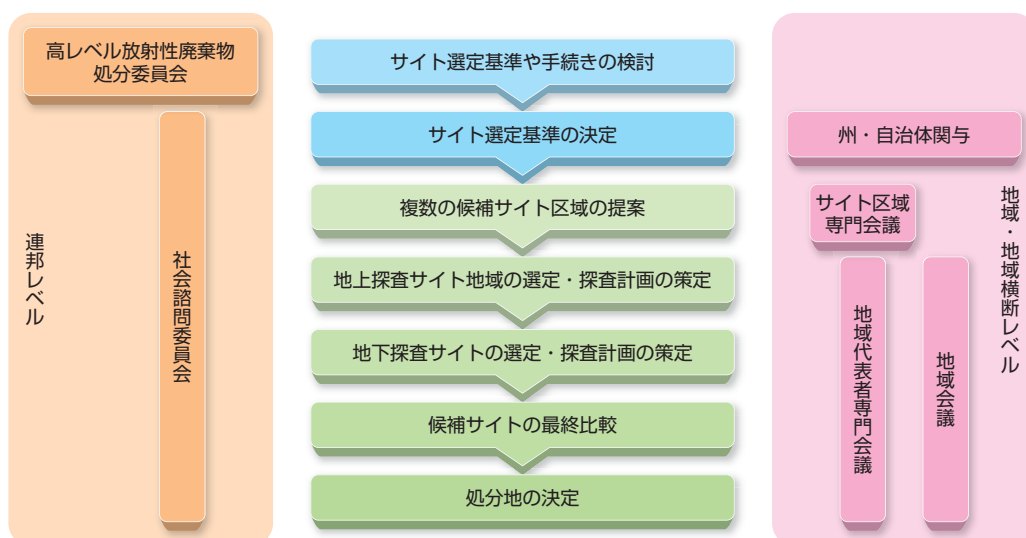 高レベル放射性廃棄物
処分委員会
連邦レベル
社会諮問委員会
サイト選定基準や手続きの検討
サイト選定基準の決定
複数の候補サイト区域の提案
地上探査サイト地域の選定・探査計画の策定
地下探査サイトの選定・探査計画の策定
候補サイトの最終比較
処分地の決定
州・自治体関与
サイト区域
専門会議
地域代表者専門会議
地域会議
地域・地域横断レベル